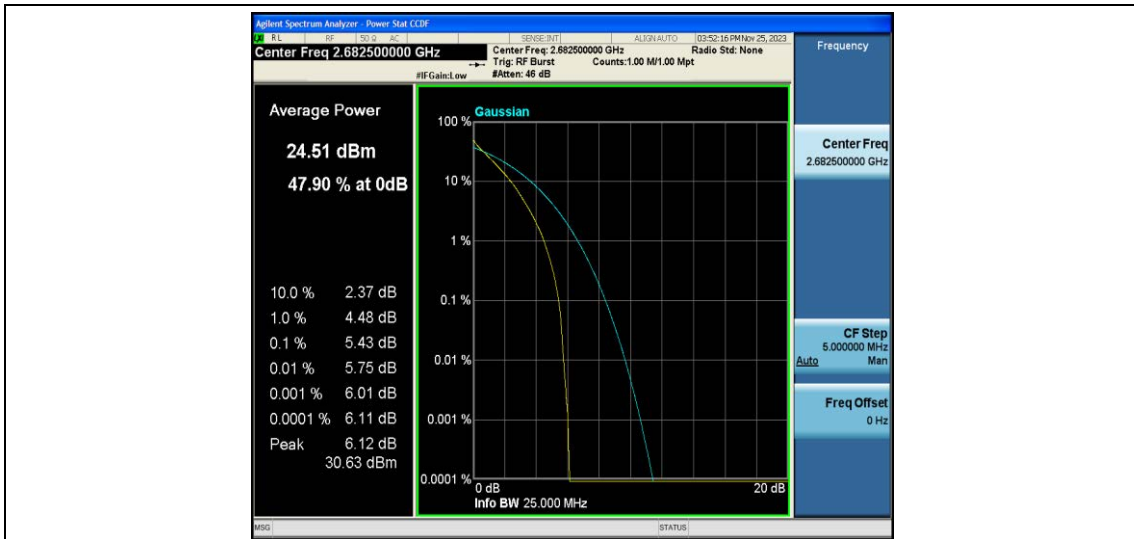 Agilent Spectrum Analyzer - Power Stat CCDF
RL RF 50 Ω AC SENSE:INT ALIGN AUTO 03:52:16 PM Nov 25, 2023
Center Freq 2.682500000 GHz
Center Freq: 2.682500000 GHz Radio Std: None
Trig: RF Burst Counts:1.00 M/1.00 Mpt
#IFGain:Low #Atten: 46 dB
Frequency
Average Power
24.51 dBm
47.90 % at 0dB
10.0 % 2.37 dB
1.0 % 4.48 dB
0.1 % 5.43 dB
0.01 % 5.75 dB
0.001 % 6.01 dB
0.0001 % 6.11 dB
Peak 6.12 dB
30.63 dBm
Gaussian
100 %
10 %
1 %
0.1 %
0.01 %
0.001 %
0.0001 %
0 dB 20 dB
Info BW 25.000 MHz
Center Freq
2.682500000 GHz
CF Step
5.000000 MHz
Auto Man
Freq Offset
0 Hz
MSG STATUS